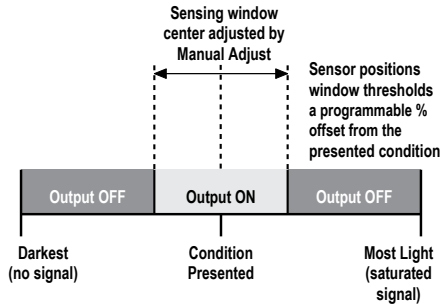 Sensing window
center adjusted by
Manual Adjust
Sensor positions
window thresholds
a programmable %
offset from the
presented condition
Output OFF
Output ON
Output OFF
Darkest
(no signal)
Condition
Presented
Most Light
(saturated
signal)